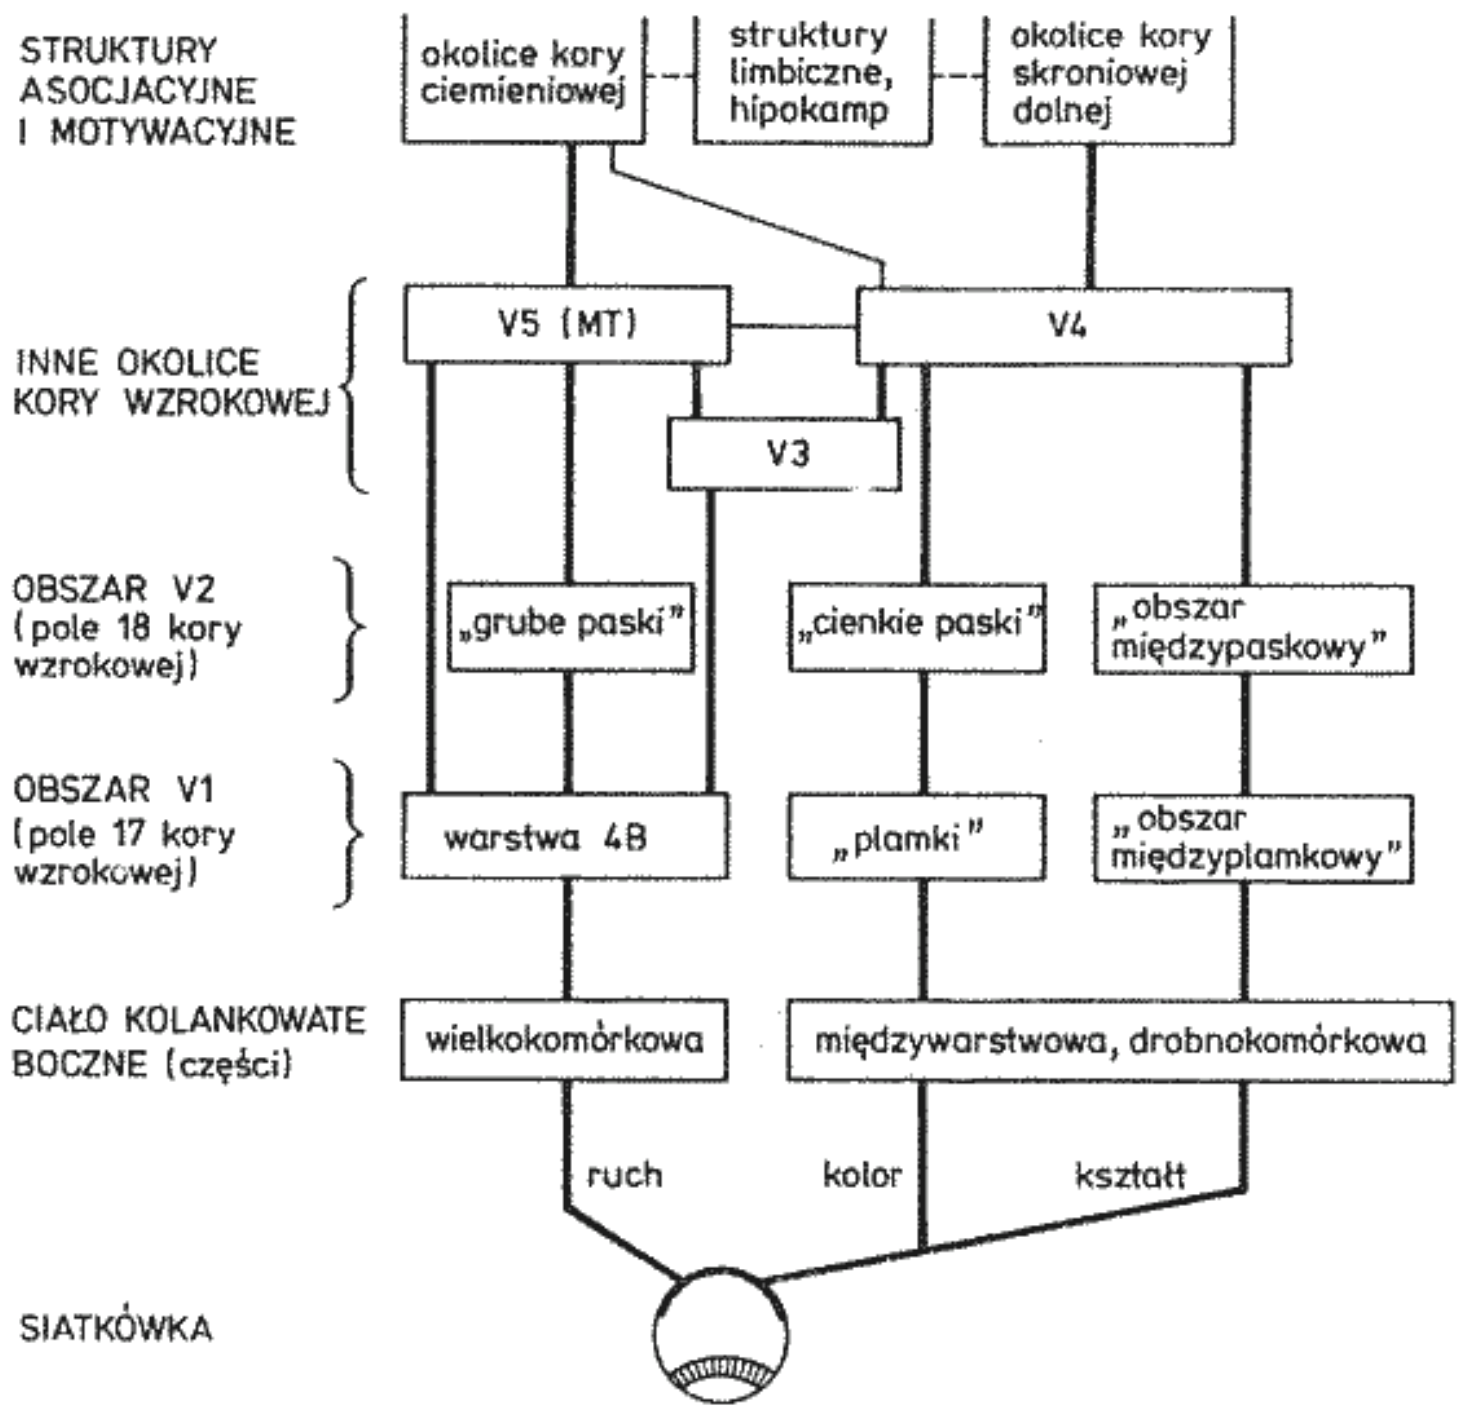 STRUKTURY
ASOCJACYJNE
I MOTYWACYJNE
okolice kory
ciemieniowej
struktury
limbiczne,
hipokamp
okolice kory
skroniowej
dolnej
INNE OKOLICE
KORY WZROKOWEJ
V5 (MT)
V4
V3
OBSZAR V2
(pole 18 kory
wzrokowej)
„grube paski”
„cienkie paski”
„obszar
międzypaskowy”
OBSZAR V1
(pole 17 kory
wzrokowej)
warstwa 4B
„plamki”
„obszar
międzyplamkowy”
CIAŁO KOLANKOWATE
BOCZNE (części)
wielkokomórkowa
międzywarstwowa, drobnokomórkowa
ruch
kolor
kształt
SIATKÓWKA